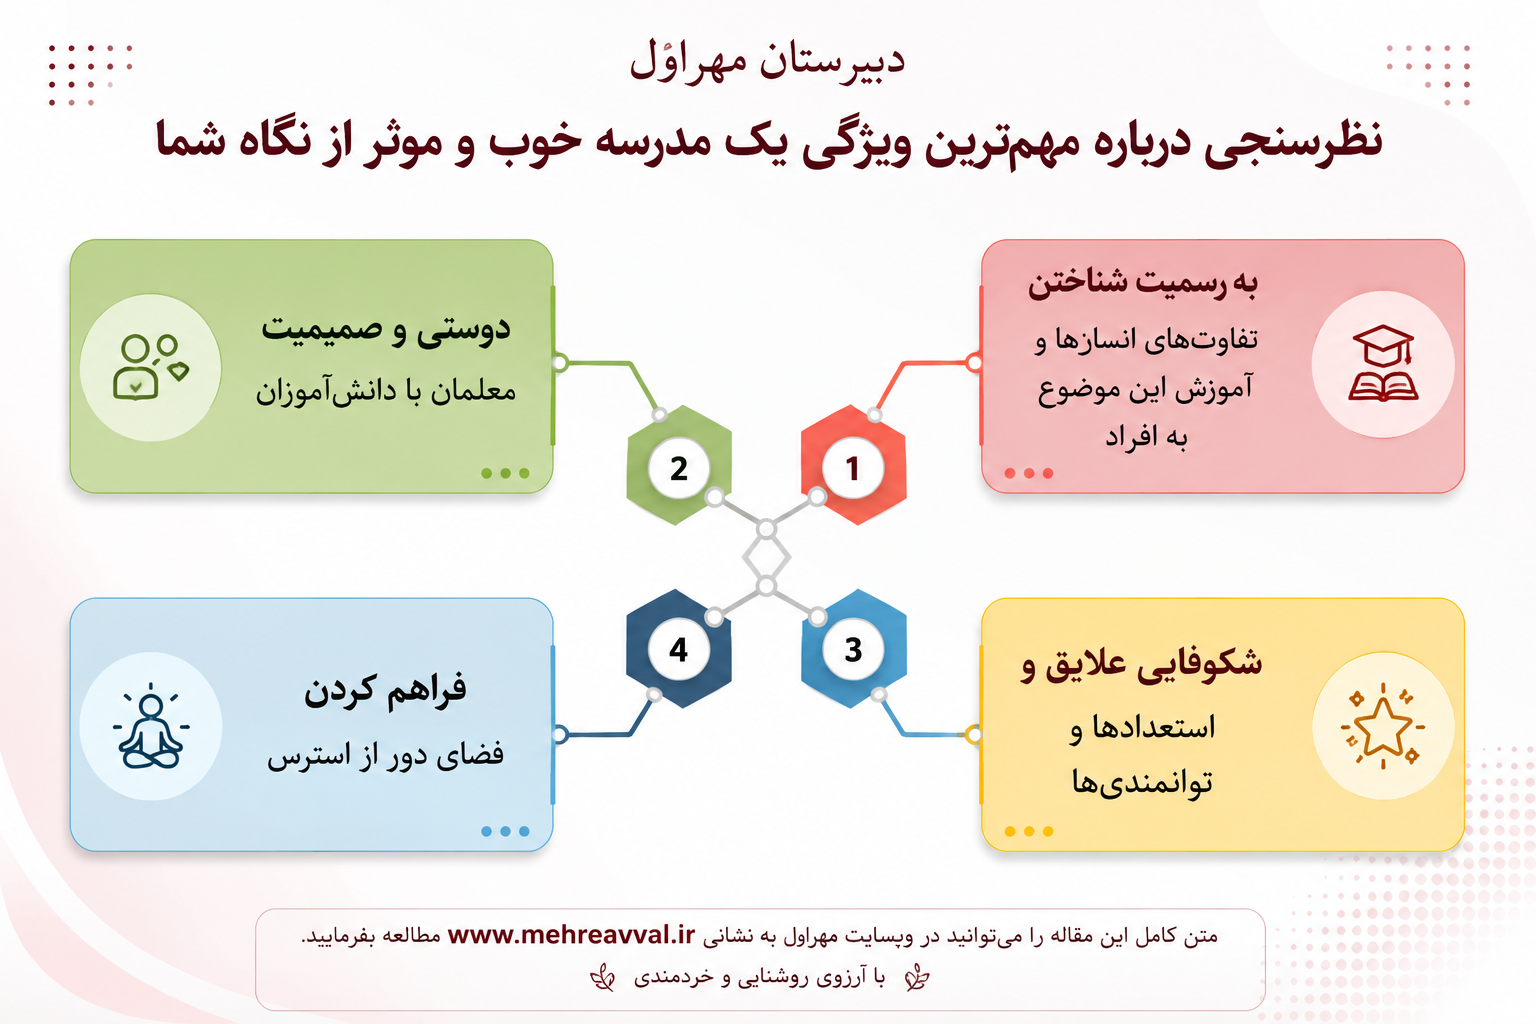 دبیرستان مهراوّل
نظرسنجی درباره مهم‌ترین ویژگی یک مدرسه خوب و موثر از نگاه شما
به رسمیت شناختن
تفاوت‌های انسازها و
آموزش این موضوع
به افراد
1
دوستی و صمیمیت
معلمان با دانش‌آموزان
2
شکوفایی علایق و
استعدادها و
توانمندی‌ها
3
فراهم کردن
فضای دور از استرس
4
متن کامل این مقاله را می‌توانید در وبسایت مهراول به نشانی www.mehreavval.ir مطالعه بفرمایید.
با آرزوی روشنایی و خردمندی